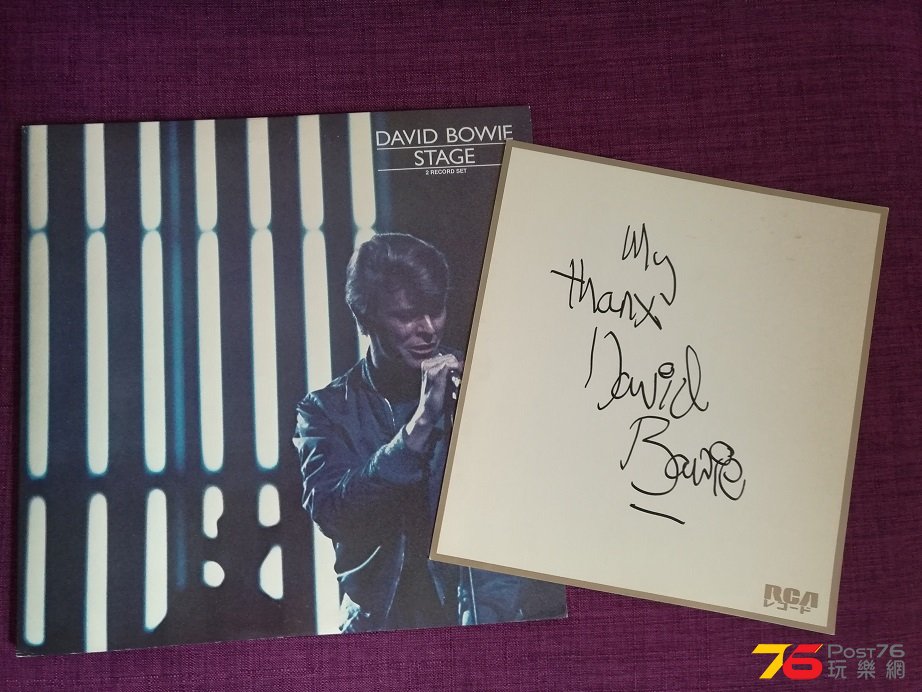 DAVID BOWIE
STAGE
2 RECORD SET
My
thanx
David
Bowie
RCA
レコード
76 Post76
玩樂網